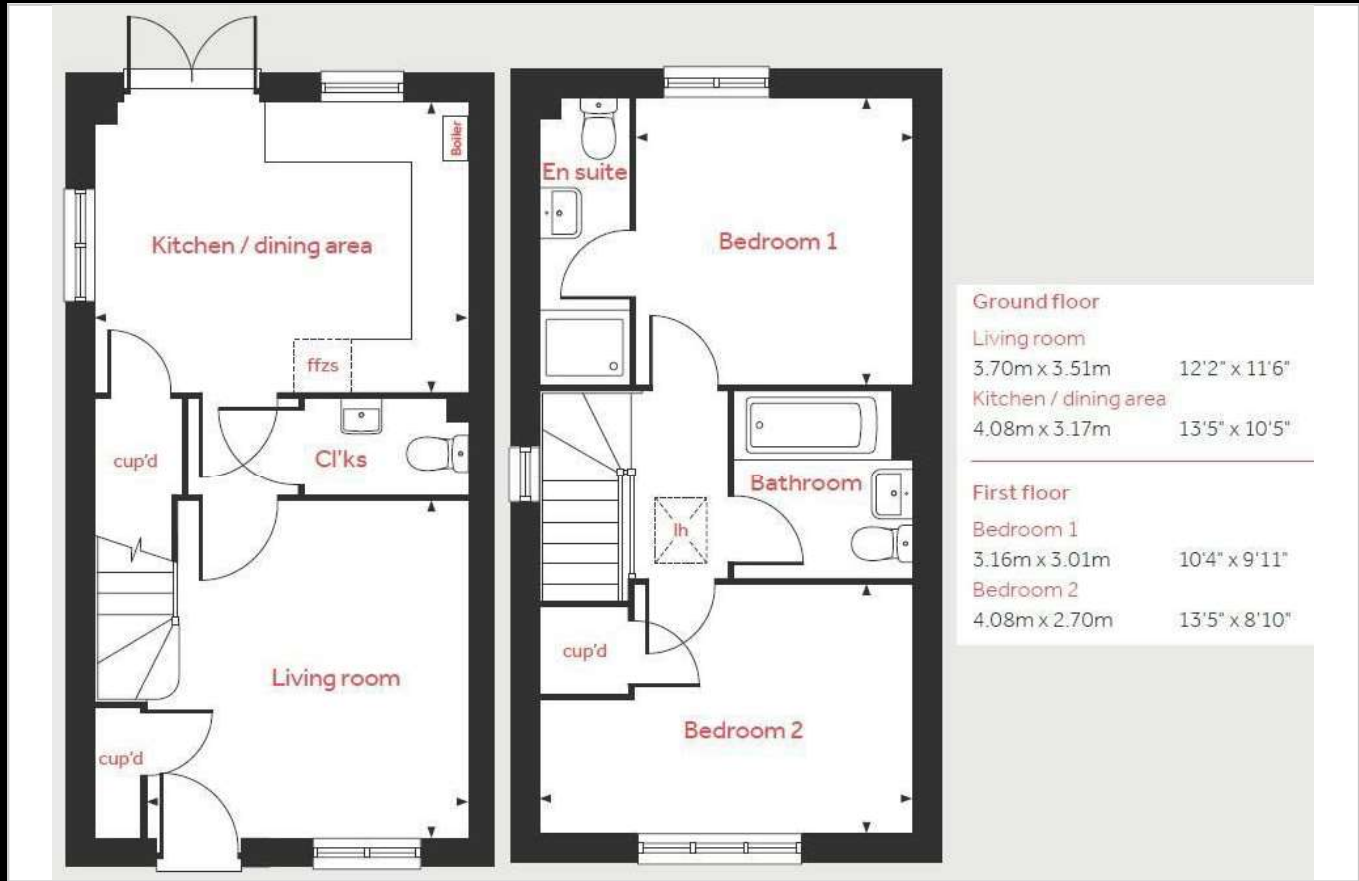 Boiler
Kitchen / dining area
ffzs
cup'd
Cl'ks
Living room
cup'd
En suite
Bedroom 1
Bathroom
lh
cup'd
Bedroom 2
Ground floor
Living room
3.70m x 3.51m 12'2" x 11'6"
Kitchen / dining area
4.08m x 3.17m 13'5" x 10'5"
First floor
Bedroom 1
3.16m x 3.01m 10'4" x 9'11"
Bedroom 2
4.08m x 2.70m 13'5" x 8'10"